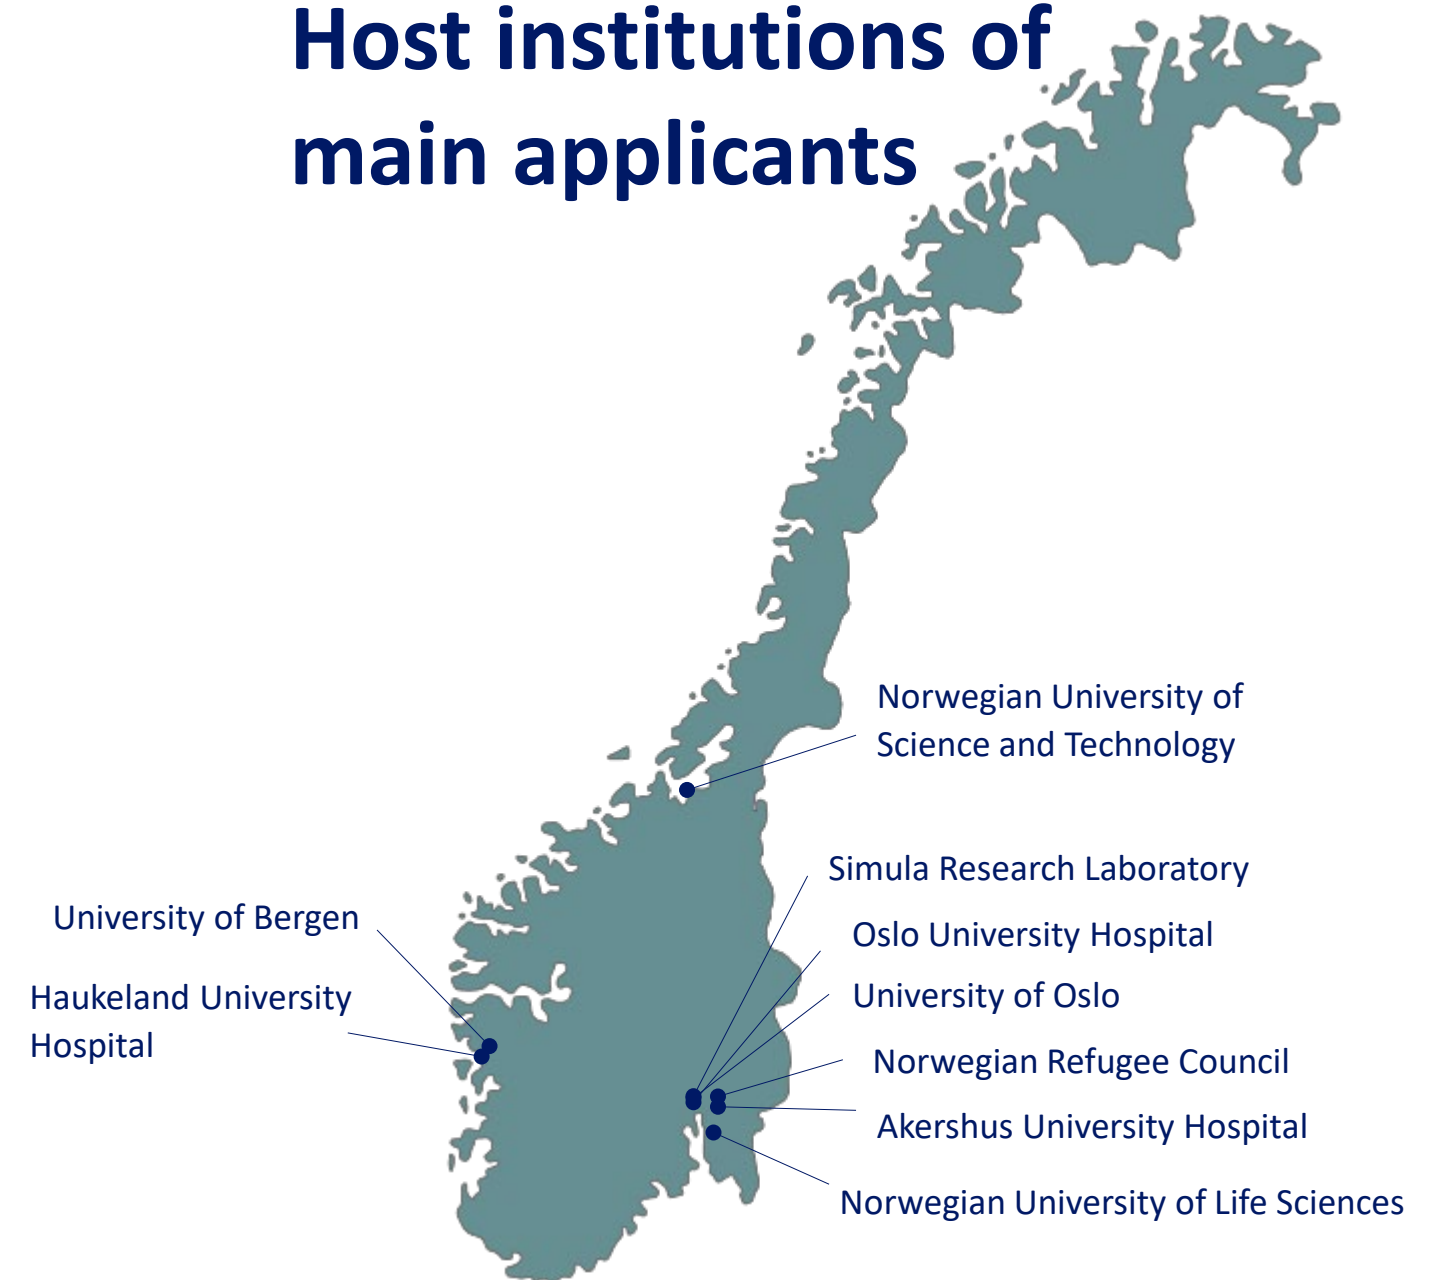 Host institutions of
main applicants
Norwegian University of
Science and Technology
Simula Research Laboratory
Oslo University Hospital
University of Oslo
Norwegian Refugee Council
Akershus University Hospital
Norwegian University of Life Sciences
University of Bergen
Haukeland University
Hospital